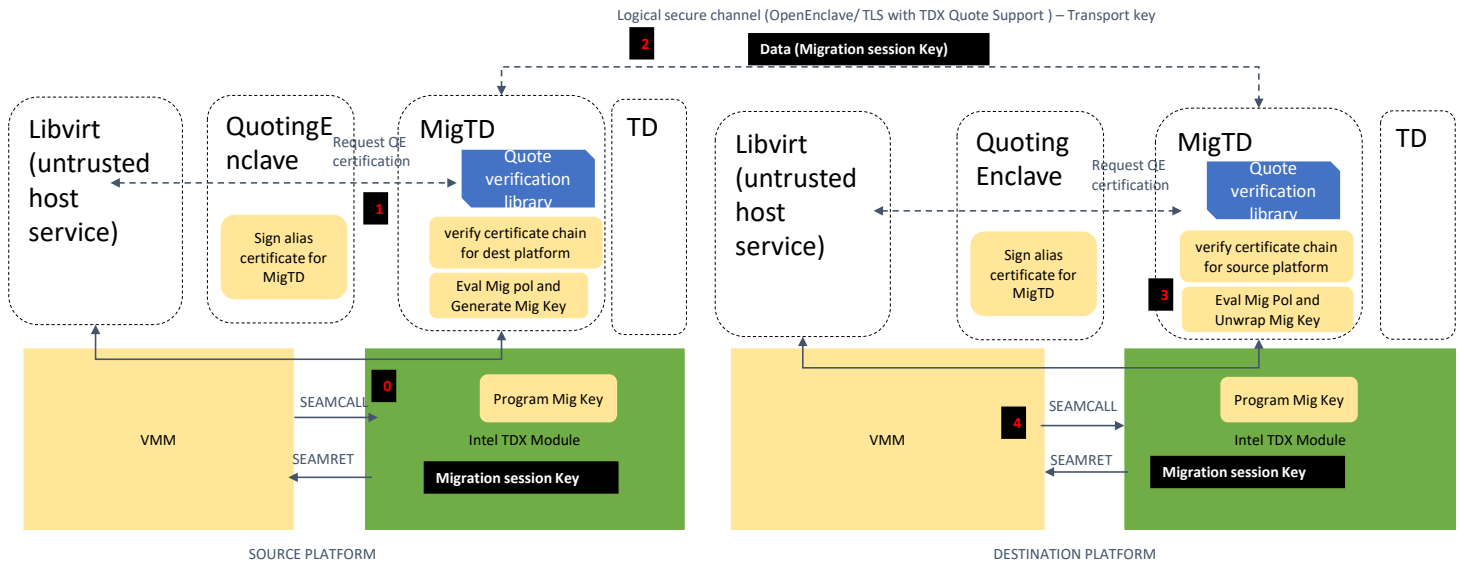 Logical secure channel (OpenEnclave/ TLS with TDX Quote Support ) – Transport key
2
Data (Migration session Key)
Libvirt
(untrusted
host
service)
QuotingE
nclave
Request QE
certification
MigTD
TD
Quote
verification
library
1
Sign alias
certificate for
MigTD
verify certificate chain
for dest platform
Eval Mig pol and
Generate Mig Key
0
SEAMCALL
VMM
SEAMRET
Program Mig Key
Intel TDX Module
Migration session Key
SOURCE PLATFORM
Libvirt
(untrusted
host
service)
Quoting
Enclave
Request QE
certification
MigTD
TD
Quote
verification
library
Sign alias
certificate for
MigTD
verify certificate chain
for source platform
3
Eval Mig Pol and
Unwrap Mig Key
4
SEAMCALL
VMM
SEAMRET
Program Mig Key
Intel TDX Module
Migration session Key
DESTINATION PLATFORM